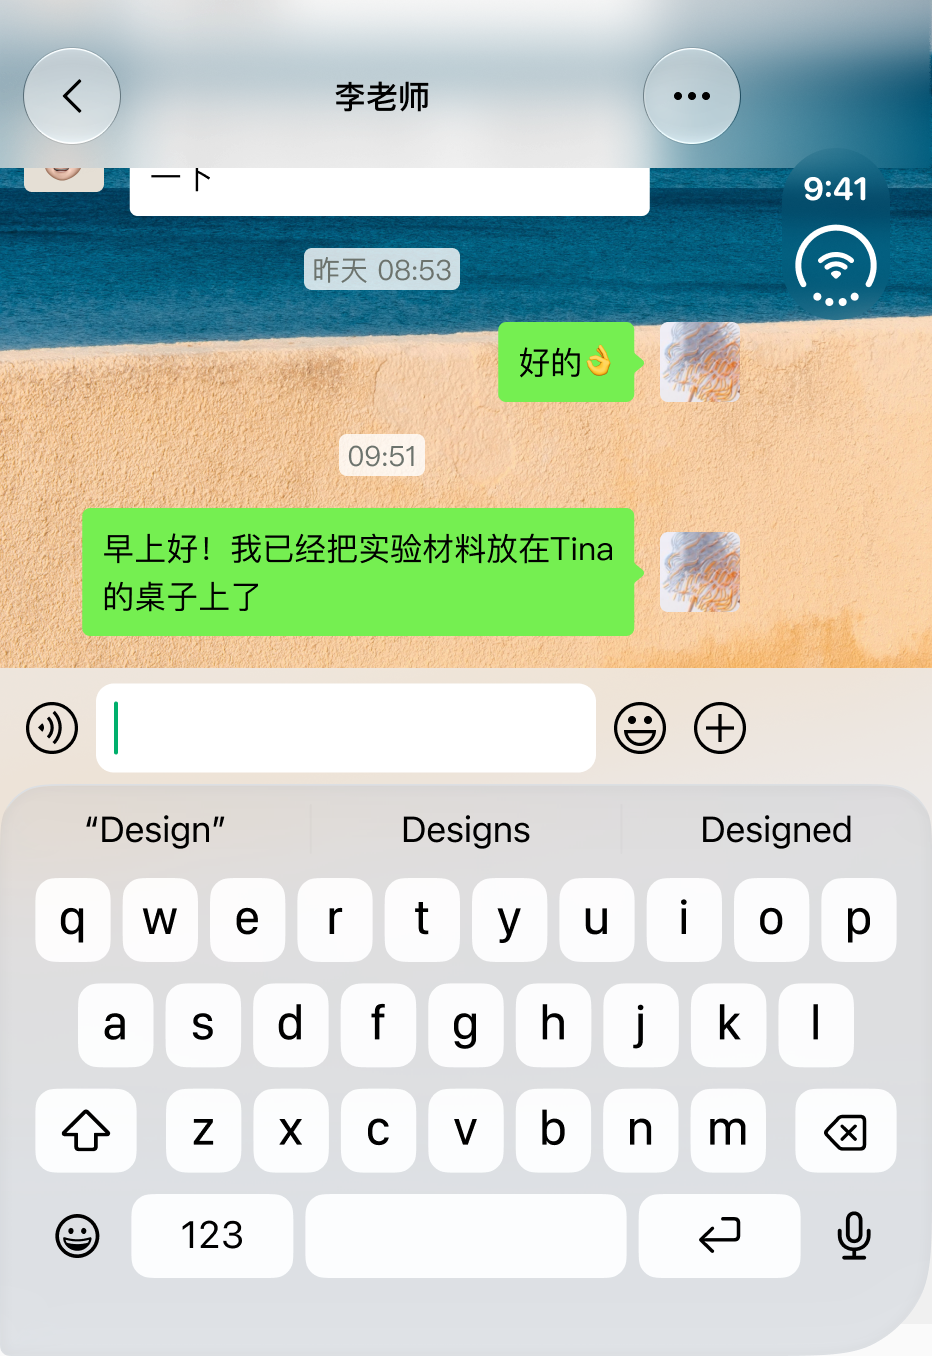 李老师
一下
9:41
昨天 08:53
好的👌
09:51
早上好！我已经把实验材料放在Tina
的桌子上了
“Design” Designs Designed
q w e r t y u i o p
a s d f g h j k l
z x c v b n m
123